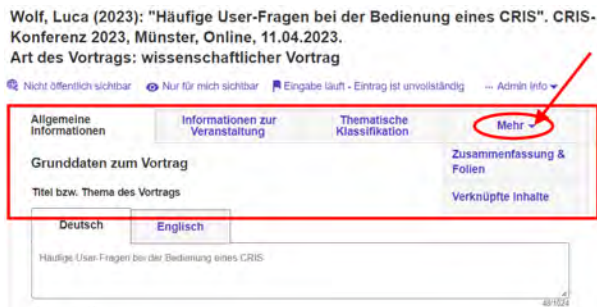 Wolf, Luca (2023): "Häufige User-Fragen bei der Bedienung eines CRIS". CRIS-
Konferenz 2023, Münster, Online, 11.04.2023.
Art des Vortrags: wissenschaftlicher Vortrag
Nicht öffentlich sichtbar Nur für mich sichtbar Eingabe läuft - Eintrag ist unvollständig ... Admin Info
Allgemeine Informationen Informationen zur Veranstaltung Thematische Klassifikation Mehr
Zusammenfassung & Folien
Verknüpfte Inhalte
Grunddaten zum Vortrag
Titel bzw. Thema des Vortrags
Deutsch Englisch
Häufige User-Fragen bei der Bedienung eines CRIS
48/1024